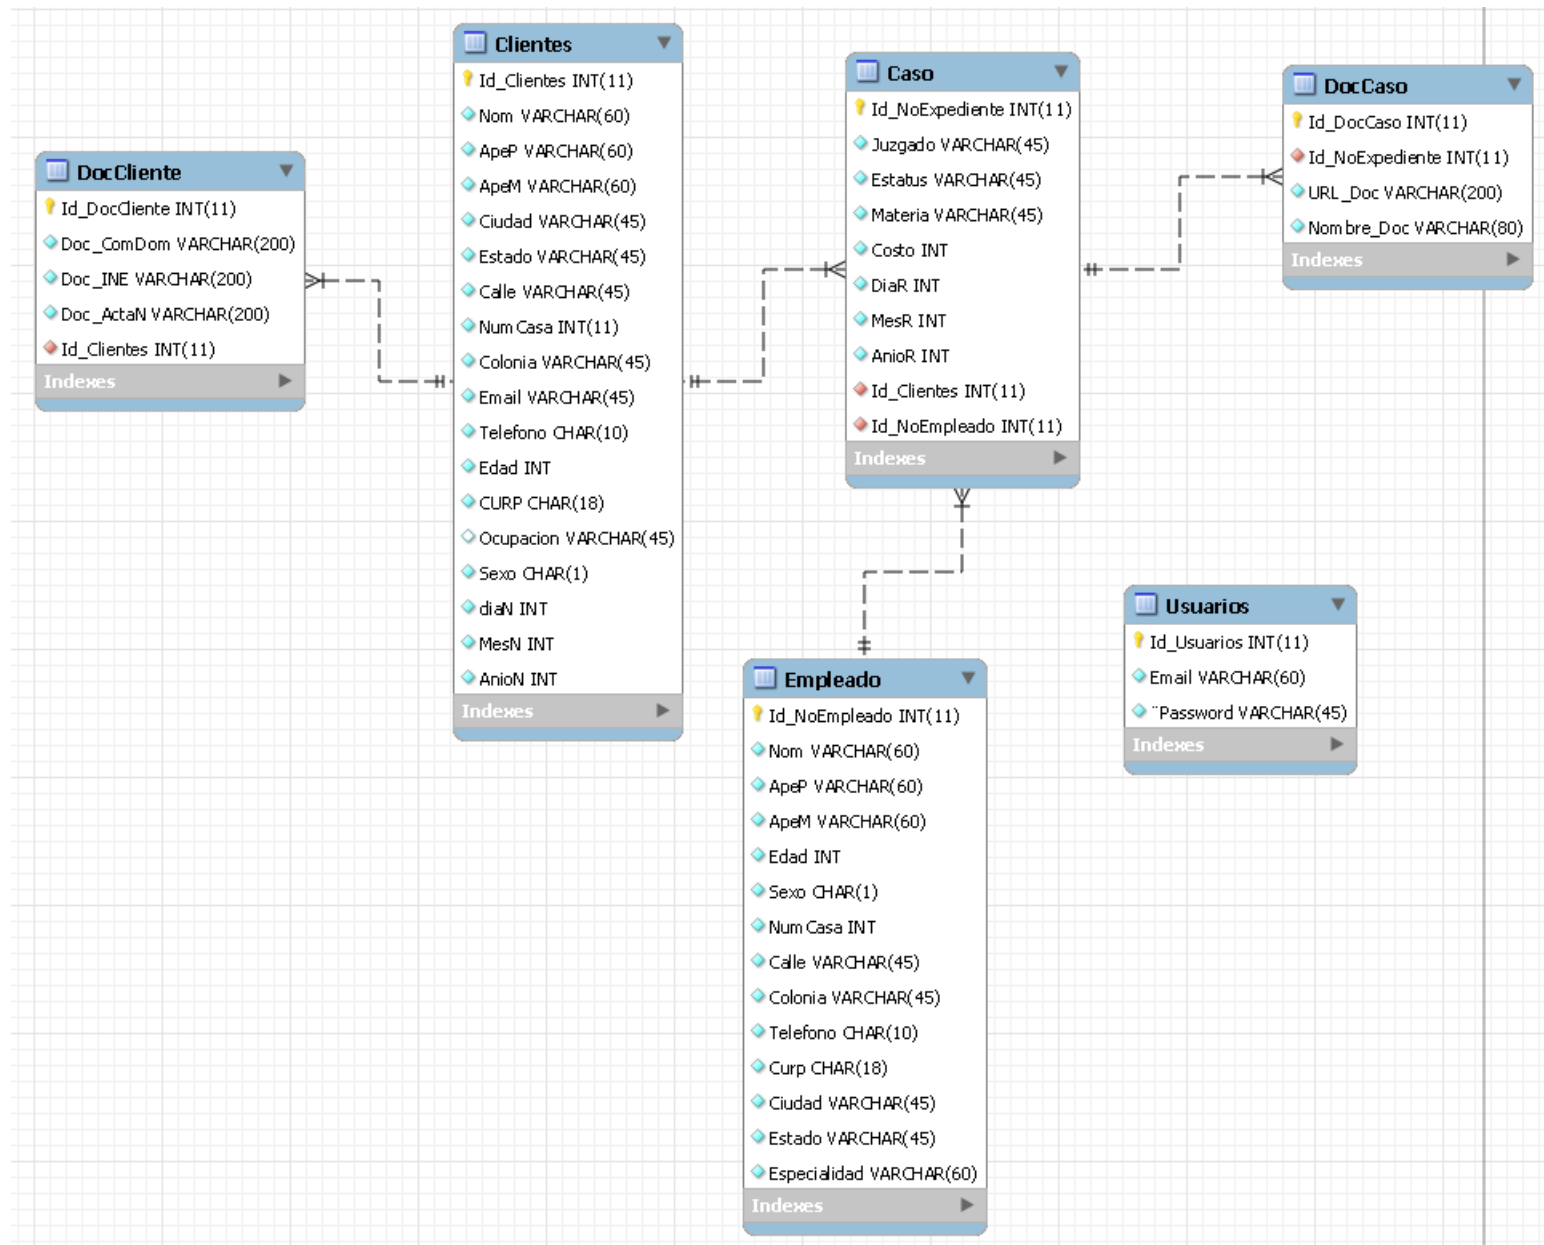 DocCliente
Id_DocCliente INT(11)
Doc_ComDom VARCHAR(200)
Doc_INE VARCHAR(200)
Doc_ActaN VARCHAR(200)
Id_Clientes INT(11)
Indexes
Clientes
Id_Clientes INT(11)
Nom VARCHAR(60)
ApeP VARCHAR(60)
ApeM VARCHAR(60)
Ciudad VARCHAR(45)
Estado VARCHAR(45)
Calle VARCHAR(45)
NumCasa INT(11)
Colonia VARCHAR(45)
Email VARCHAR(45)
Telefono CHAR(10)
Edad INT
CURP CHAR(18)
Ocupacion VARCHAR(45)
Sexo CHAR(1)
diaN INT
MesN INT
AnioN INT
Indexes
Caso
Id_NoExpediente INT(11)
Juzgado VARCHAR(45)
Estatus VARCHAR(45)
Materia VARCHAR(45)
Costo INT
DiaR INT
MesR INT
AnioR INT
Id_Clientes INT(11)
Id_NoEmpleado INT(11)
Indexes
DocCaso
Id_DocCaso INT(11)
Id_NoExpediente INT(11)
URL_Doc VARCHAR(200)
Nombre_Doc VARCHAR(80)
Indexes
Empleado
Id_NoEmpleado INT(11)
Nom VARCHAR(60)
ApeP VARCHAR(60)
ApeM VARCHAR(60)
Edad INT
Sexo CHAR(1)
NumCasa INT
Calle VARCHAR(45)
Colonia VARCHAR(45)
Telefono CHAR(10)
Curp CHAR(18)
Ciudad VARCHAR(45)
Estado VARCHAR(45)
Especialidad VARCHAR(60)
Indexes
Usuarios
Id_Usuarios INT(11)
Email VARCHAR(60)
¨Password VARCHAR(45)
Indexes